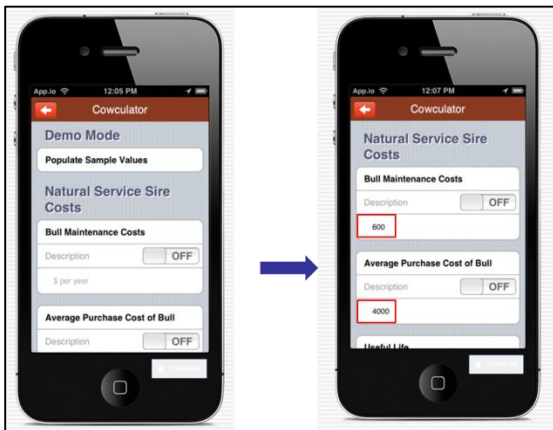 App.io 12:05 PM
Cowculator
Demo Mode
Populate Sample Values
Natural Service Sire
Costs
Bull Maintenance Costs
Description OFF
$ per year
Average Purchase Cost of Bull
Description OFF
App.io 12:07 PM
Cowculator
Natural Service Sire
Costs
Bull Maintenance Costs
Description OFF
600
Average Purchase Cost of Bull
Description OFF
4000
Useful Life